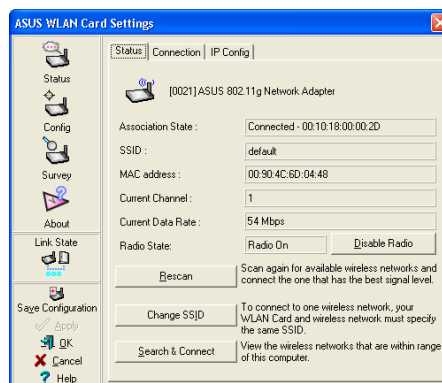 ASUS WLAN Card Settings
Status
Config
Survey
About
Link State
Save Configuration
Apply
OK
Cancel
Help
Status Connection IP Config
[0021] ASUS 802.11g Network Adapter
Association State : Connected - 00:10:18:00:00:2D
SSID : default
MAC address : 00:90:4C:6D:04:48
Current Channel : 1
Current Data Rate : 54 Mbps
Radio State: Radio On Disable Radio
Rescan
Scan again for available wireless networks and
connect the one that has the best signal level.
Change SSID
To connect to one wireless network, your
WLAN Card and wireless network must specify
the same SSID.
Search & Connect
View the wireless networks that are within range
of this computer.